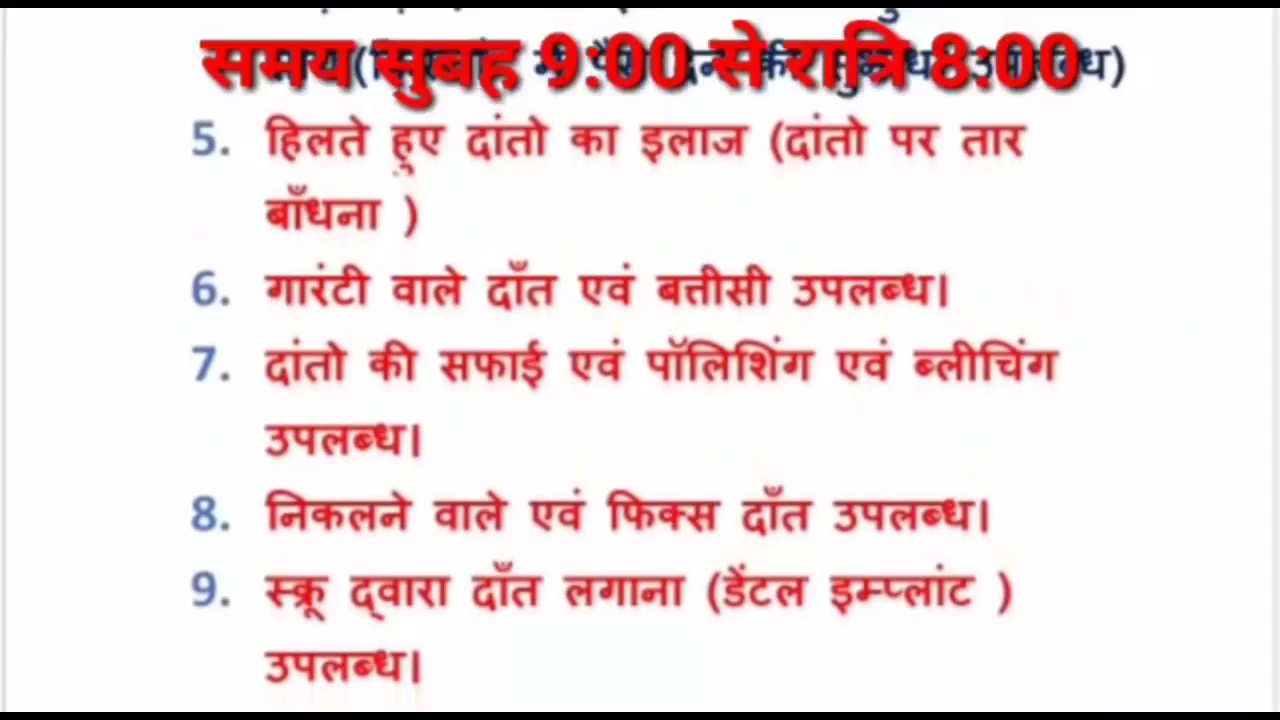 समय सुबह 9:00 से रात्रि 8:00
उपलब्ध)
5. हिलते हुए दांतो का इलाज (दांतो पर तार
बाँधना )
6. गारंटी वाले दाँत एवं बत्तीसी उपलब्ध।
7. दांतो की सफाई एवं पॉलिशिंग एवं ब्लीचिंग
उपलब्ध।
8. निकलने वाले एवं फिक्स दाँत उपलब्ध।
9. स्क्रू द्वारा दाँत लगाना (डेंटल इम्प्लांट )
उपलब्ध।